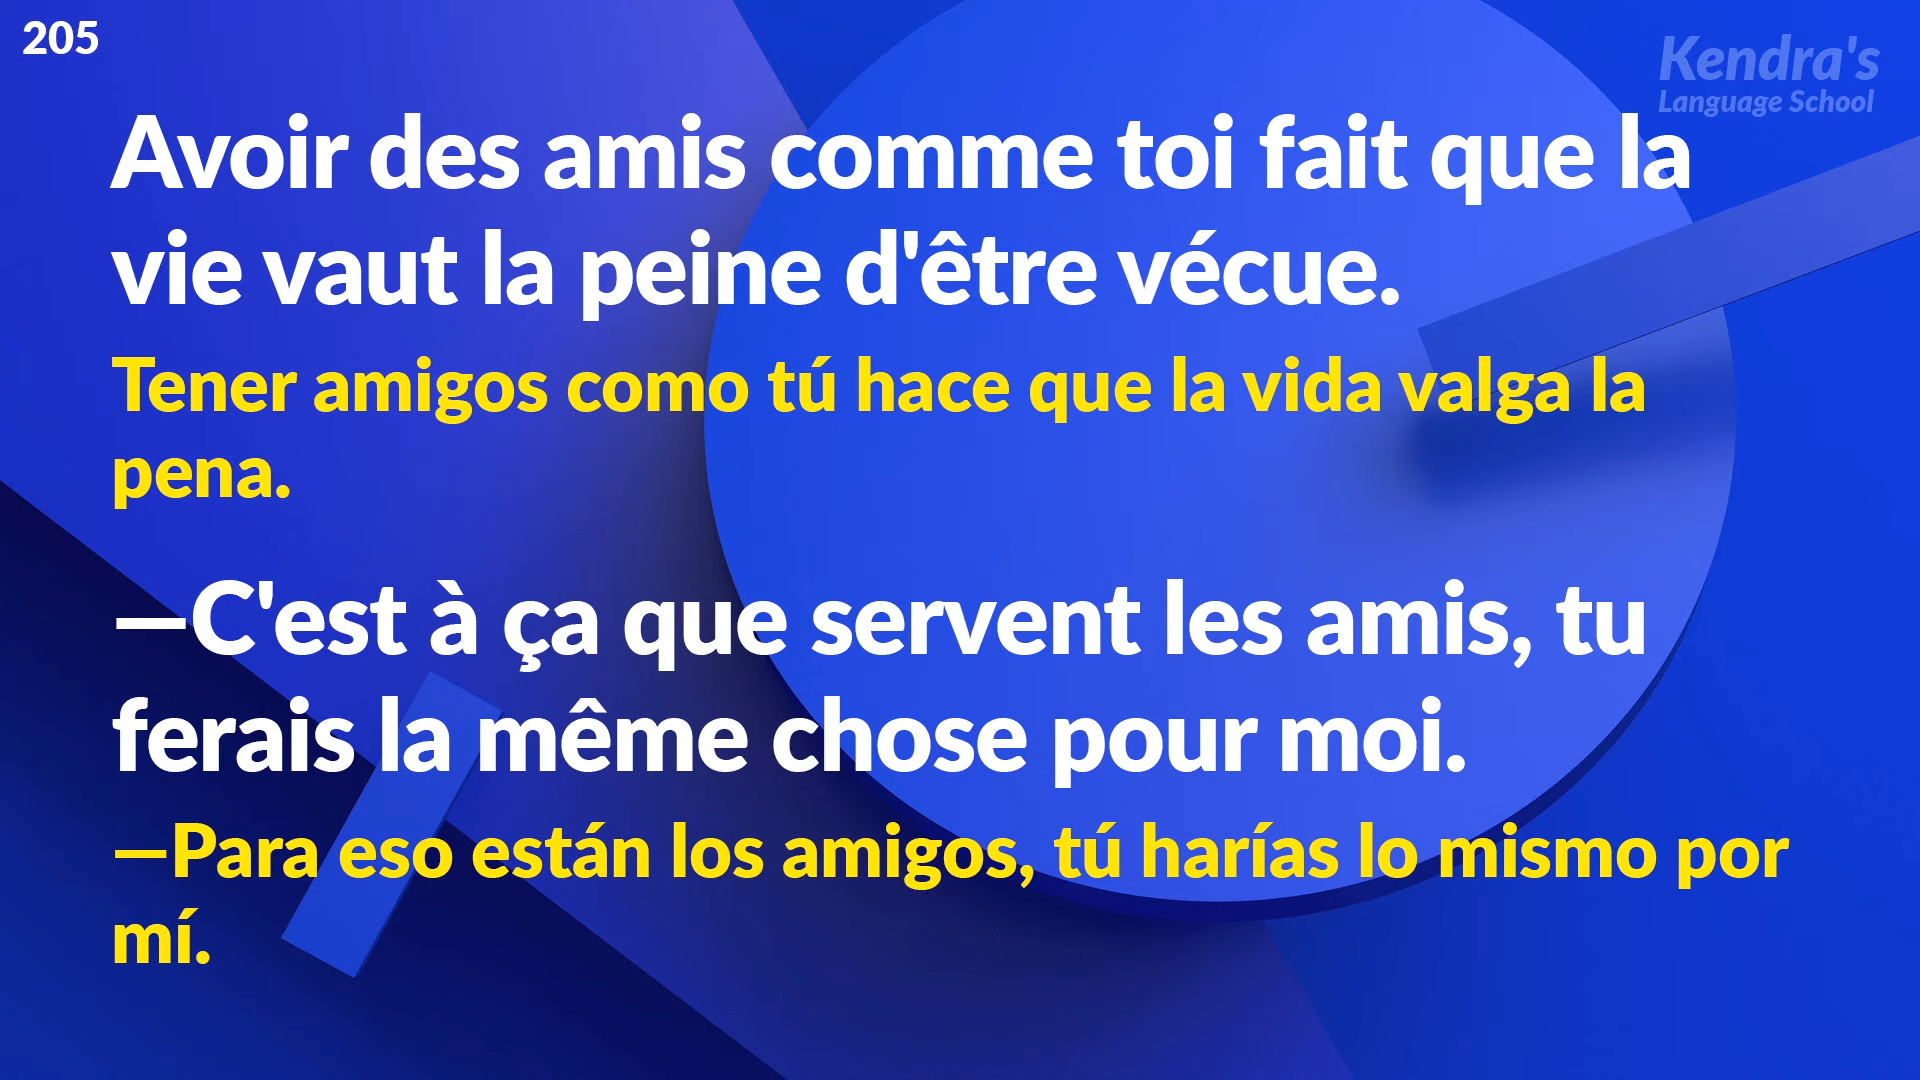 205
Kendra's
Language School
Avoir des amis comme toi fait que la
vie vaut la peine d'être vécue.
Tener amigos como tú hace que la vida valga la
pena.
—C'est à ça que servent les amis, tu
ferais la même chose pour moi.
—Para eso están los amigos, tú harías lo mismo por
mí.